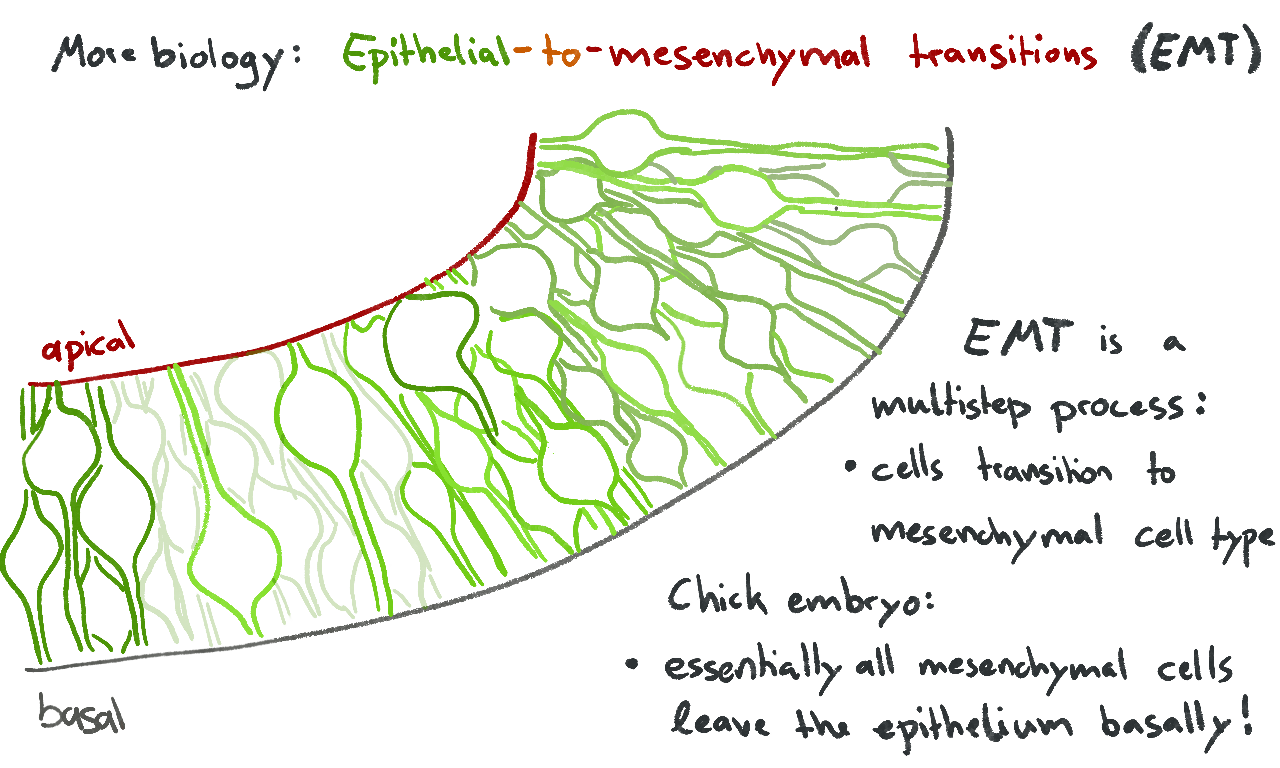 More biology: Epithelial-to-mesenchymal transitions (EMT)
apical
EMT is a
multistep process:
• cells transition to
mesenchymal cell type
Chick embryo:
• essentially all mesenchymal cells
leave the epithelium basally!
basal